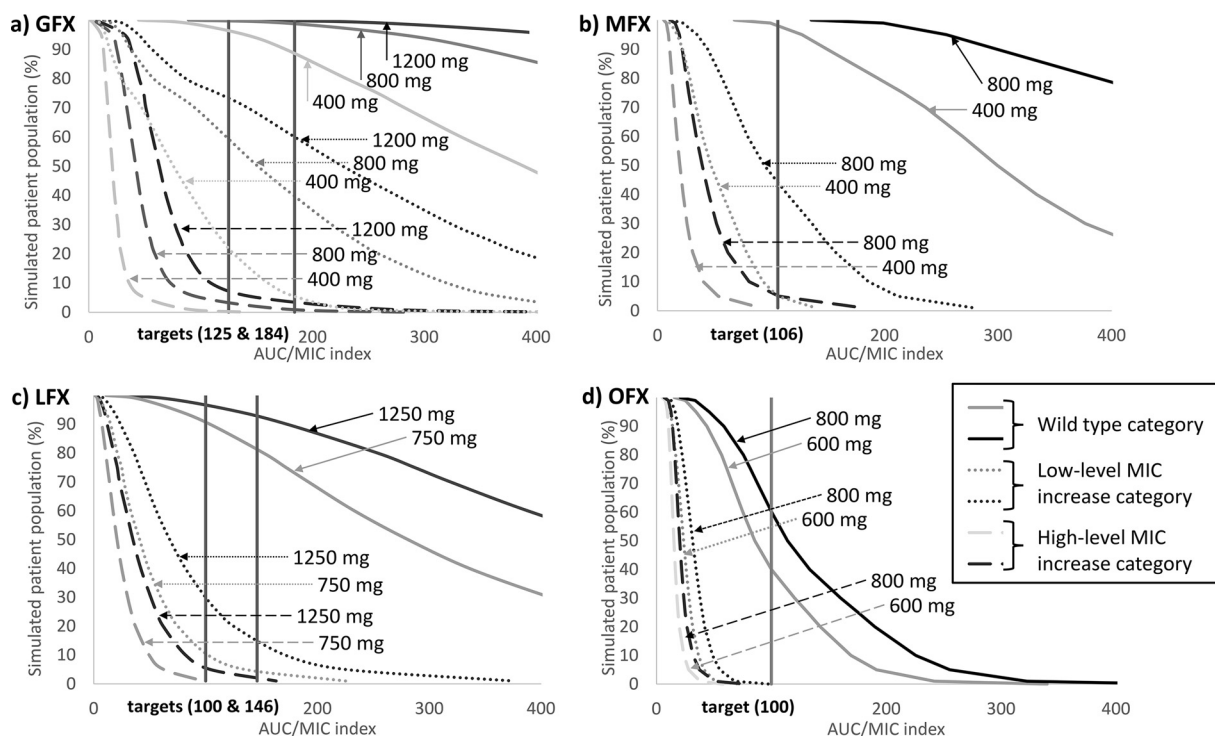 a) GFX
Simulated patient population (%)
90
80
70
60
50
40
30
20
10
0
1200 mg
800 mg
400 mg
1200 mg
800 mg
400 mg
1200 mg
800 mg
400 mg
0
targets (125 & 184)
200
300
400
AUC/MIC index
b) MFX
Simulated patient population (%)
90
80
70
60
50
40
30
20
10
0
800 mg
400 mg
800 mg
400 mg
800 mg
400 mg
0
target (106)
200
300
400
AUC/MIC index
c) LFX
Simulated patient population (%)
90
80
70
60
50
40
30
20
10
0
1250 mg
750 mg
1250 mg
750 mg
1250 mg
750 mg
0
targets (100 & 146)
200
300
400
AUC/MIC index
d) OFX
Simulated patient population (%)
90
80
70
60
50
40
30
20
10
0
800 mg
600 mg
800 mg
600 mg
800 mg
600 mg
0
target (100)
200
300
400
AUC/MIC index
Wild type category
Low-level MIC
increase category
High-level MIC
increase category